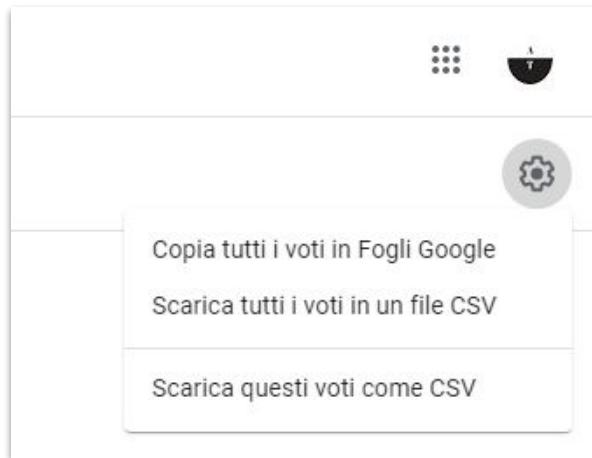 A
T
Copia tutti i voti in Fogli Google
Scarica tutti i voti in un file CSV
Scarica questi voti come CSV